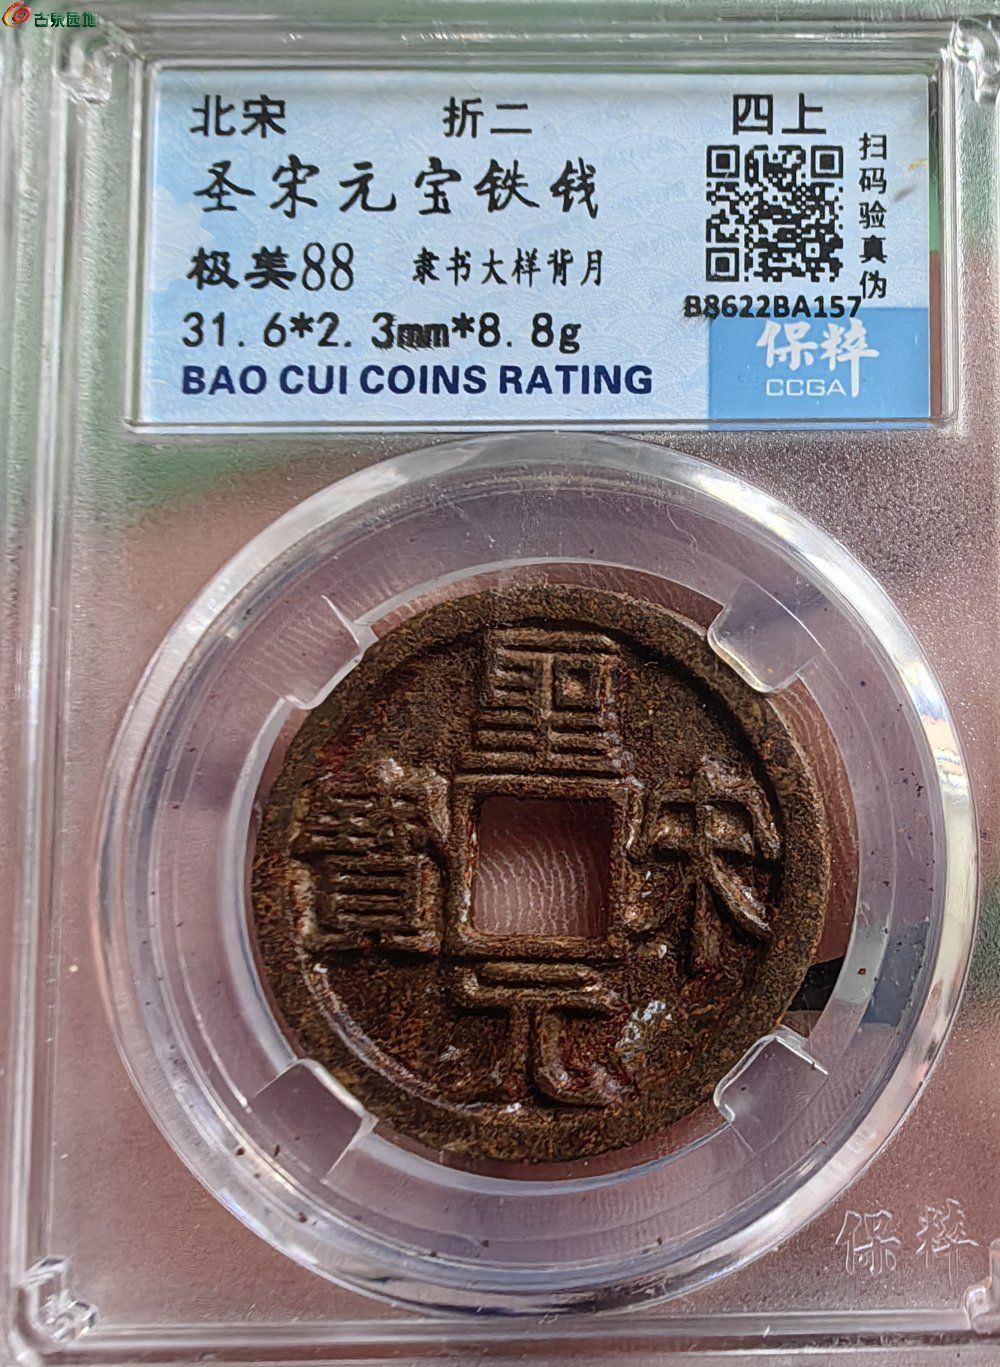 古泉园地
北宋 折二 四上
圣宋元宝铁钱
极美88 隶书大样背月
扫码验真伪
B8622BA157
31.6*2.3mm*8.8g
保粹
CCGA
BAO CUI COINS RATING
聖
寶 宋
元
保粹